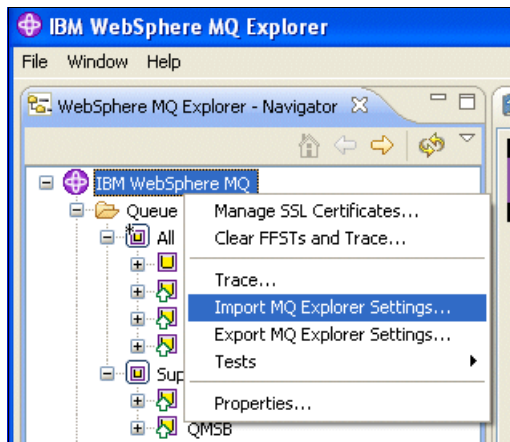 IBM WebSphere MQ Explorer
File Window Help
WebSphere MQ Explorer - Navigator
IBM WebSphere MQ
Queue
Manage SSL Certificates...
All
Clear FFSTs and Trace...
Trace...
Import MQ Explorer Settings...
Export MQ Explorer Settings...
Tests
Sup
Properties...
QMSB